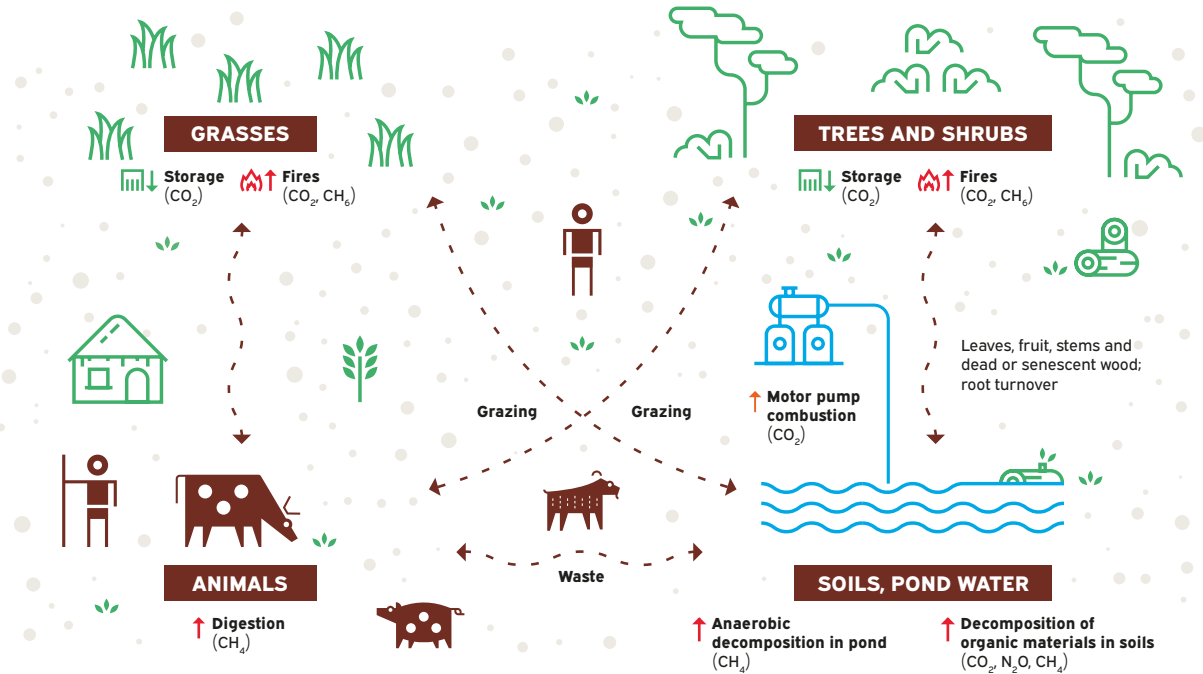 GRASSES
Storage
(CO₂)
Fires
(CO₂, CH₆)
TREES AND SHRUBS
Storage
(CO₂)
Fires
(CO₂, CH₆)
Leaves, fruit, stems and
dead or senescent wood;
root turnover
Motor pump
combustion
(CO₂)
Grazing
Grazing
Waste
ANIMALS
Digestion
(CH₄)
SOILS, POND WATER
Anaerobic
decomposition in pond
(CH₄)
Decomposition of
organic materials in soils
(CO₂, N₂O, CH₄)